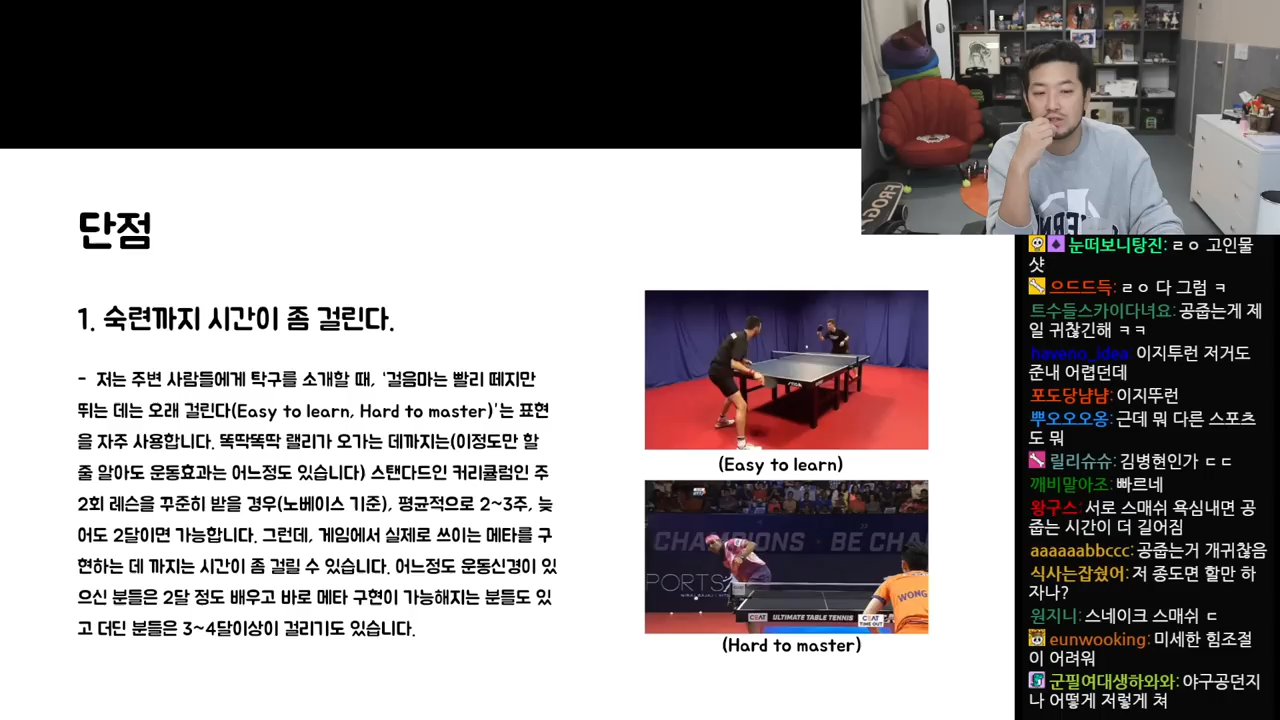 단점
1. 숙련까지 시간이 좀 걸린다.
- 저는 주변 사람들에게 탁구를 소개할 때, '걸음마는 빨리 떼지만
뛰는 데는 오래 걸린다(Easy to learn, Hard to master)'는 표현
을 자주 사용합니다. 똑딱똑딱 랠리가 오가는 데까지는(이정도만 할
줄 알아도 운동효과는 어느정도 있습니다) 스탠다드인 커리큘럼인 주
2회 레슨을 꾸준히 받을 경우(노베이스 기준), 평균적으로 2~3주, 늦
어도 2달이면 가능합니다. 그런데, 게임에서 실제로 쓰이는 메타를 구
현하는 데 까지는 시간이 좀 걸릴 수 있습니다. 어느정도 운동신경이 있
으신 분들은 2달 정도 배우고 바로 메타 구현이 가능해지는 분들도 있
고 더딘 분들은 3~4달이상이 걸리기도 있습니다.
(Easy to learn)
CHAMPIONS · BE CHA
PORTS
WONG
CEAT
ULTIMATE TABLE TENNIS
CEAT
TIME OUT
(Hard to master)
FROGS
눈떠보니탕진: ㄹㅇ 고인물
샷
으드드득: ㄹㅇ 다 그럼 ㅋ
트수들스카이다녀요: 공줍는게 제
일 귀찮긴해 ㅋㅋ
haveno_idea 이지투런 저거도
준내 어렵던데
포도당냠냠: 이지뚜런
뿌오오오옹: 근데 뭐 다른 스포츠
도 뭐
릴리슈슈: 김병현인가 ㄷㄷ
깨비말아조: 빠르네
왕구스: 서로 스매쉬 욕심내면 공
줍는 시간이 더 길어짐
aaaaaabbccc: 공줍는거 개귀찮음
식사는잡쉈어: 저 종도면 할만 하
자나?
원지니: 스네이크 스매쉬 ㄷ
eunwooking: 미세한 힘조절
이 어려워
군필여대생하와와: 야구공던지
나 어떻게 저렇게 쳐